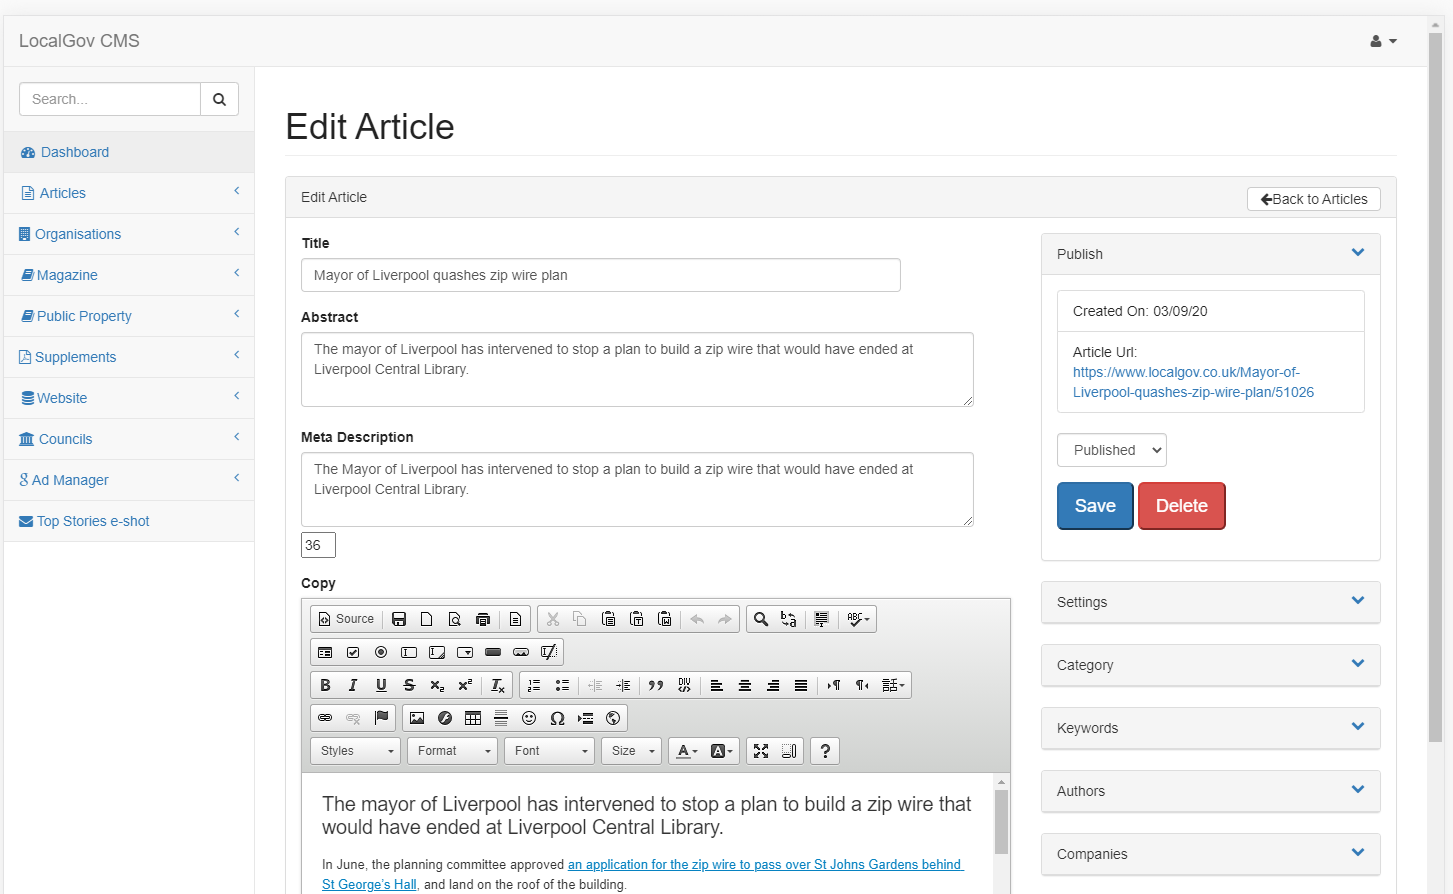 LocalGov CMS
Search...
Dashboard
Articles
Organisations
Magazine
Public Property
Supplements
Website
Councils
Ad Manager
Top Stories e-shot
Edit Article
Edit Article
Back to Articles
Title
Mayor of Liverpool quashes zip wire plan
Abstract
The mayor of Liverpool has intervened to stop a plan to build a zip wire that would have ended at
Liverpool Central Library.
Meta Description
The Mayor of Liverpool has intervened to stop a plan to build a zip wire that would have ended at
Liverpool Central Library.
36
Copy
Source
Styles
Format
Font
Size
The mayor of Liverpool has intervened to stop a plan to build a zip wire that
would have ended at Liverpool Central Library.
In June, the planning committee approved an application for the zip wire to pass over St Johns Gardens behind
St George's Hall, and land on the roof of the building.
Publish
Created On: 03/09/20
Article Url:
https://www.localgov.co.uk/Mayor-of-
Liverpool-quashes-zip-wire-plan/51026
Published
Save
Delete
Settings
Category
Keywords
Authors
Companies